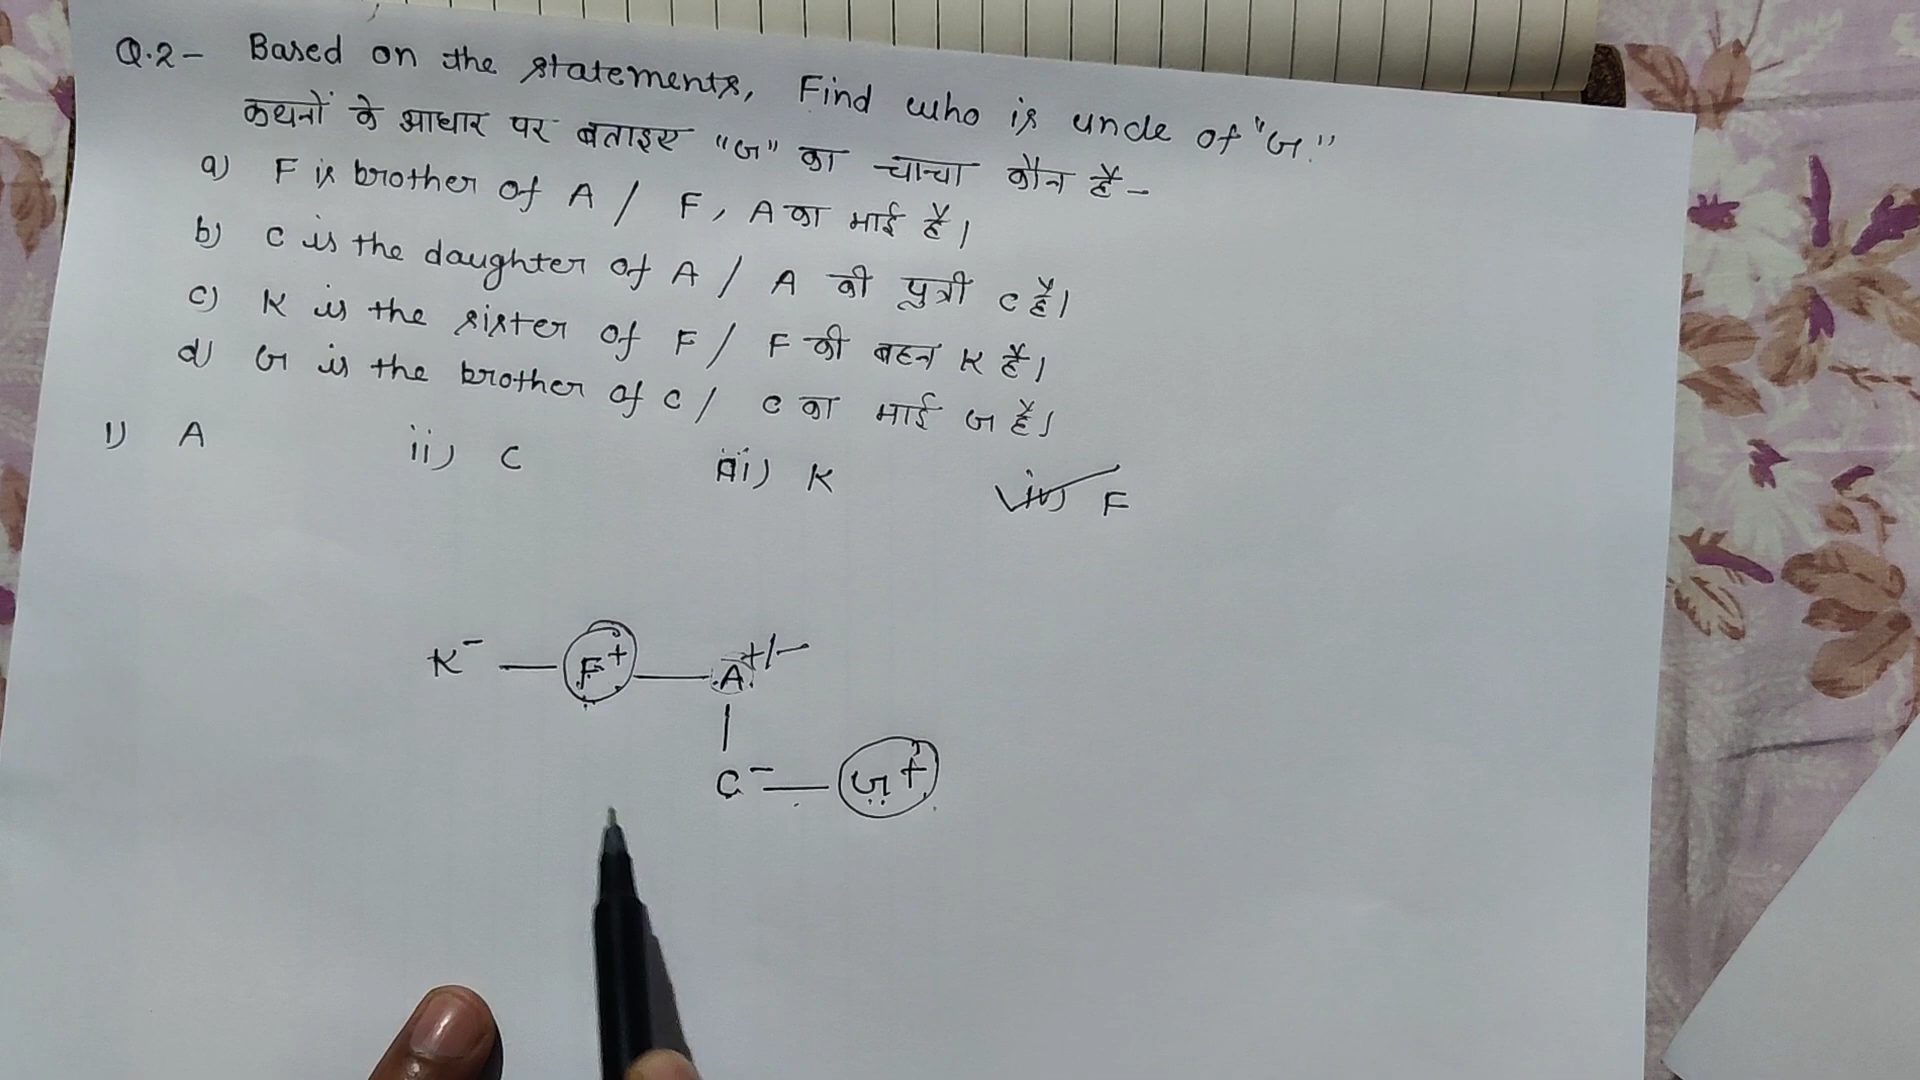 Q.2- Based on the statements, Find who is uncle of "G."
कथनों के आधार पर बताइए "G" का चाचा कौन है -
a) F is brother of A / F, A का भाई है।
b) C is the daughter of A / A की पुत्री C है।
c) K is the sister of F / F की बहन K है।
d) G is the brother of C / C का भाई G है।
1) A ii) C iii) K iv) F
K⁻ — F⁺ — A⁺/⁻
C⁻ — G⁺